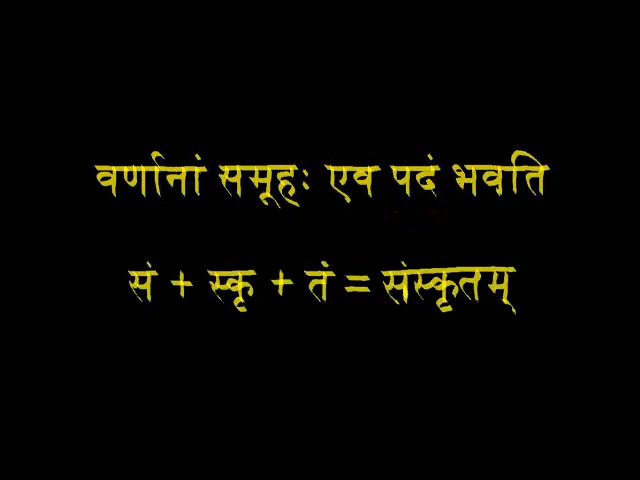 वर्णानां समूहः एव पदं भवति
सं + स्कृ + तं = संस्कृतम्